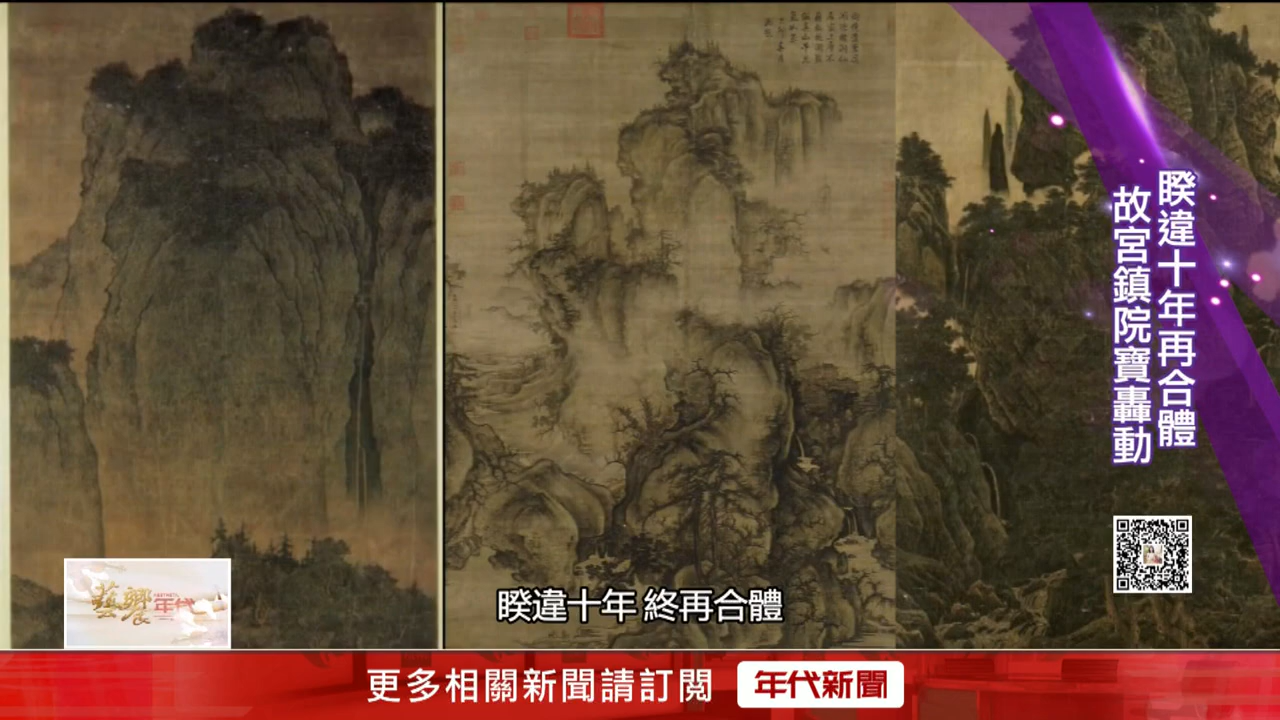 睽違十年再合體
故宮鎮院寶轟動
睽違十年 終再合體
藝饗
年代
更多相關新聞請訂閱
年代新聞